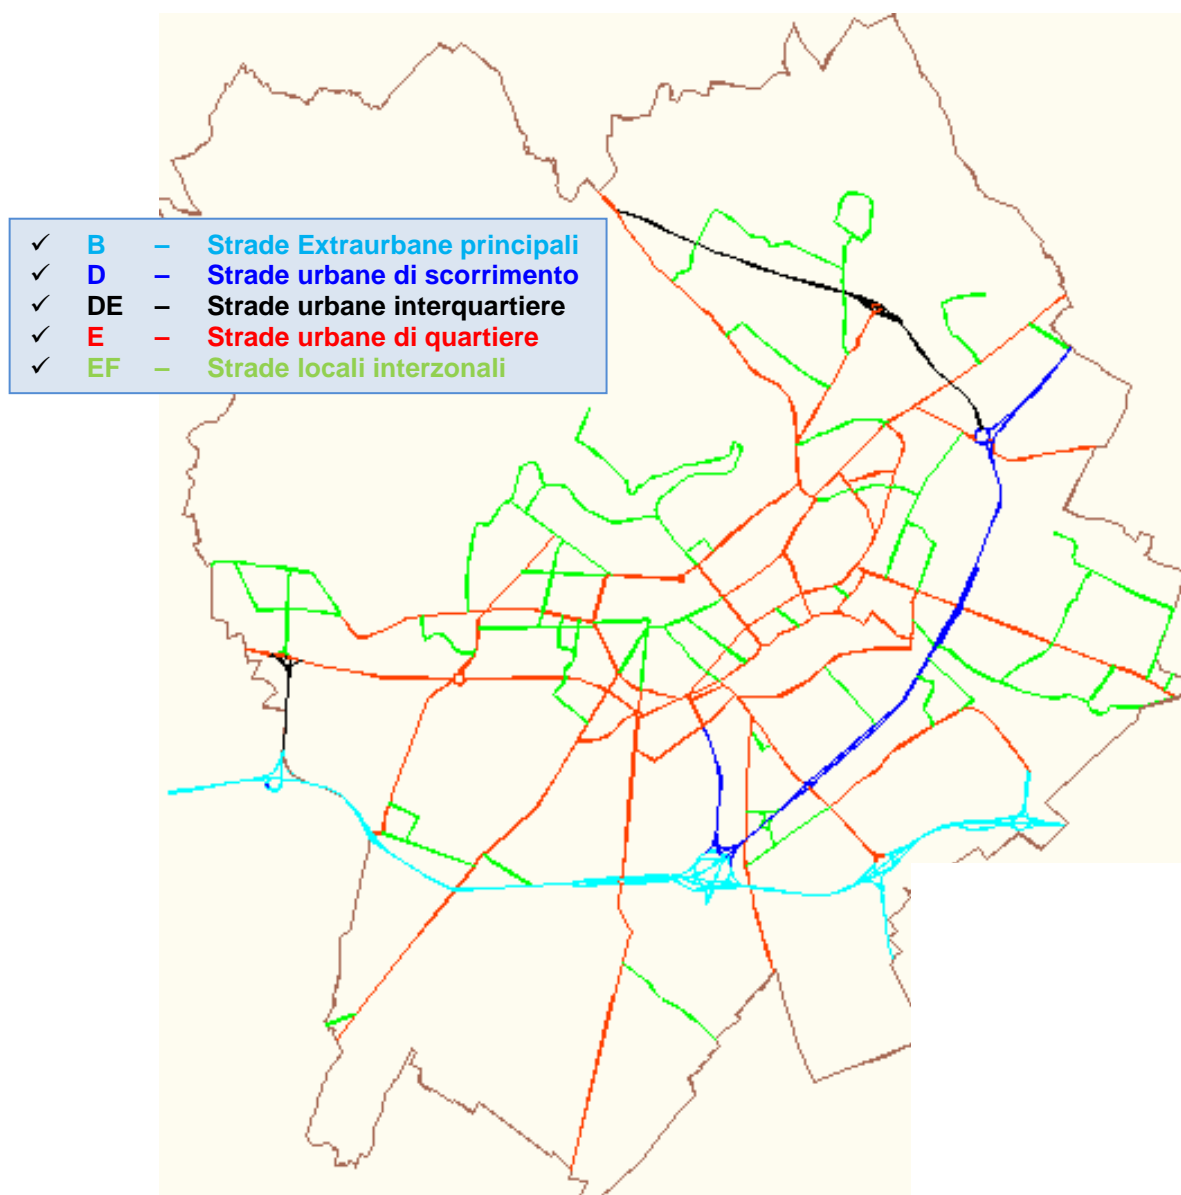 ✓ B – Strade Extraurbane principali
✓ D – Strade urbane di scorrimento
✓ DE – Strade urbane interquartiere
✓ E – Strade urbane di quartiere
✓ EF – Strade locali interzonali